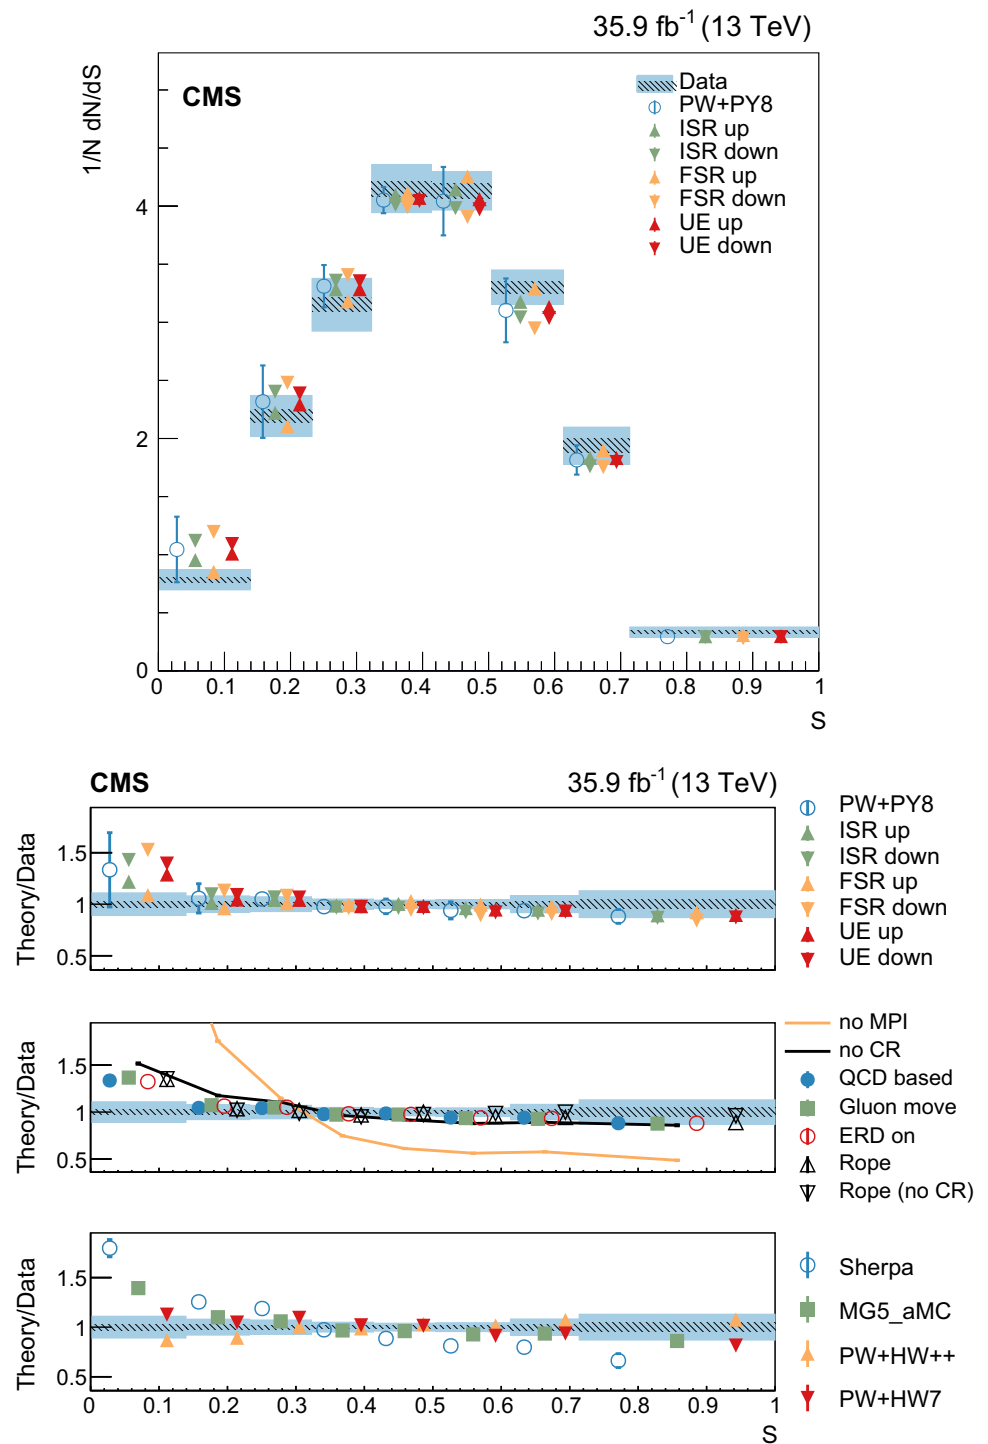 35.9 fb⁻¹ (13 TeV)
1/N dN/dS
CMS
Data
PW+PY8
ISR up
ISR down
FSR up
FSR down
UE up
UE down
4
2
0
0 0.1 0.2 0.3 0.4 0.5 0.6 0.7 0.8 0.9 1
S
CMS 35.9 fb⁻¹ (13 TeV)
Theory/Data
1.5
1
0.5
PW+PY8
ISR up
ISR down
FSR up
FSR down
UE up
UE down
Theory/Data
1.5
1
0.5
no MPI
no CR
QCD based
Gluon move
ERD on
Rope
Rope (no CR)
Theory/Data
1.5
1
0.5
Sherpa
MG5_aMC
PW+HW++
PW+HW7
0 0.1 0.2 0.3 0.4 0.5 0.6 0.7 0.8 0.9 1
S